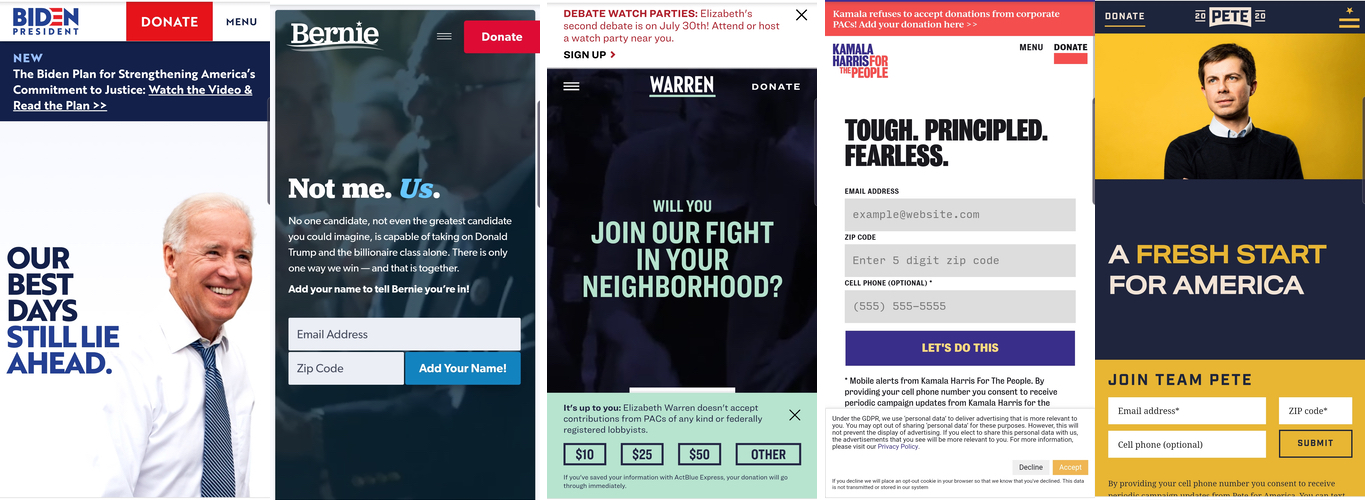 BIDEN
PRESIDENT
DONATE
MENU
NEW
The Biden Plan for Strengthening America's
Commitment to Justice: Watch the Video &
Read the Plan >>
OUR
BEST
DAYS
STILL LIE
AHEAD.
Bernie
Donate
Not me. Us.
No one candidate, not even the greatest candidate
you could imagine, is capable of taking on Donald
Trump and the billionaire class alone. There is only
one way we win — and that is together.
Add your name to tell Bernie you're in!
Email Address
Zip Code
Add Your Name!
DEBATE WATCH PARTIES: Elizabeth's
second debate is on July 30th! Attend or host
a watch party near you.
SIGN UP >
WARREN
DONATE
WILL YOU
JOIN OUR FIGHT
IN YOUR
NEIGHBORHOOD?
It's up to you: Elizabeth Warren doesn't accept
contributions from PACs of any kind or federally
registered lobbyists.
$10
$25
$50
OTHER
If you've saved your information with ActBlue Express, your donation will go
through immediately.
Kamala refuses to accept donations from corporate
PACs! Add your donation here >>
KAMALA
HARRIS FOR
THE PEOPLE
MENU
DONATE
TOUGH. PRINCIPLED.
FEARLESS.
EMAIL ADDRESS
example@website.com
ZIP CODE
Enter 5 digit zip code
CELL PHONE (OPTIONAL) *
(555) 555-5555
LET'S DO THIS
* Mobile alerts from Kamala Harris For The People. By
providing your cell phone number you consent to receive
periodic campaign updates from Kamala Harris for the
Under the GDPR, we use 'personal data' to deliver advertising that is more relevant to
you. You may opt out of sharing 'personal data' for these purposes. However, this will
not prevent the display of advertising. If you elect to share this personal data with us,
the advertisements that you see will be more relevant to you. For more information,
please visit our Privacy Policy.
Decline
Accept
If you decline we will place an opt-out cookie in your browser so we know that you've declined. This data
is not transmitted or stored in our system
DONATE
20 PETE 20
A FRESH START
FOR AMERICA
JOIN TEAM PETE
Email address*
ZIP code*
Cell phone (optional)
SUBMIT
By providing your cell phone number you consent to receive
periodic campaign updates from Pete for America. You can text